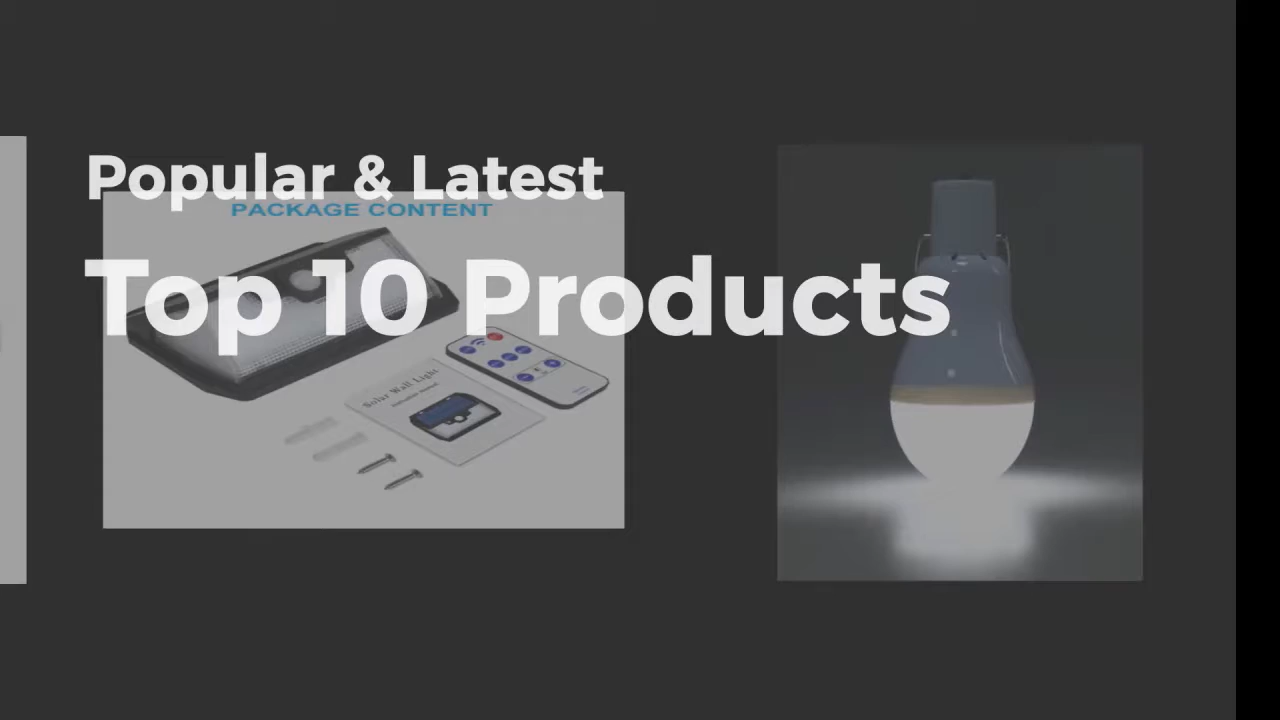 Popular & Latest
PACKAGE CONTENT
Top 10 Products
Solar Wall Light